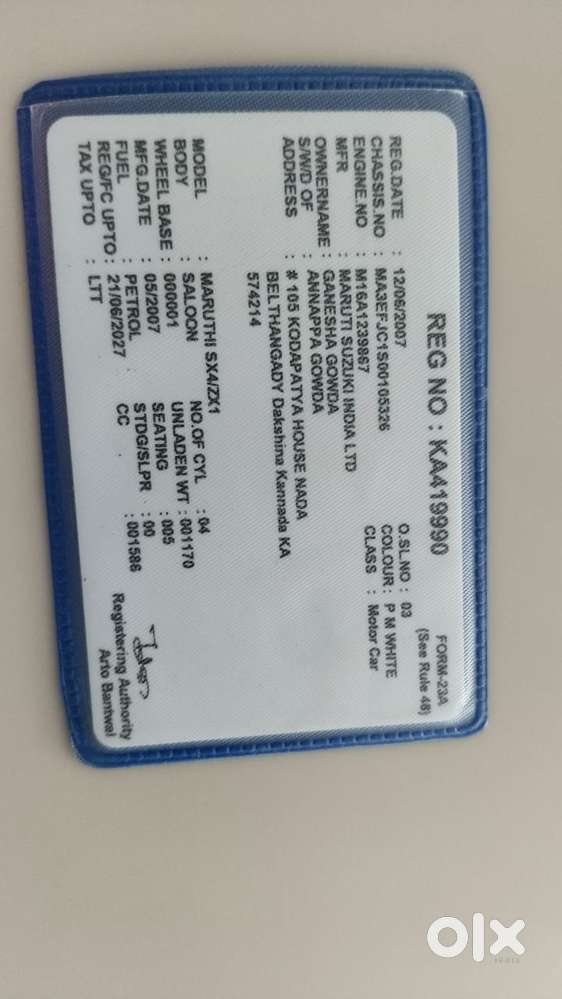 FORM-23A
(See Rule 48)
REG NO : KA419990
REG.DATE : 12/06/2007 O.SL.NO : 03
CHASSIS.NO : MA3EFJC1S00105326 COLOUR : P M WHITE
ENGINE.NO : M16A1239867 CLASS : Motor Car
MFR : MARUTI SUZUKI INDIA LTD
OWNERNAME : GANESHA GOWDA
S/W/D OF : ANNAPPA GOWDA
ADDRESS : # 105 KODAPATYA HOUSE NADA
BELTHANGADY Dakshina Kannada KA
574214
MODEL : MARUTHI SX4/ZX1 NO.OF CYL : 04
BODY : SALOON UNLADEN WT : 001170
WHEEL BASE : 000001 SEATING : 005
MFG.DATE : 05/2007 STDG/SLPR : 00
FUEL : PETROL CC : 001586
REG/FC UPTO : 21/06/2027
TAX UPTO : LTT
Registering Authority
Arto Bantwal
OLX
INDIA